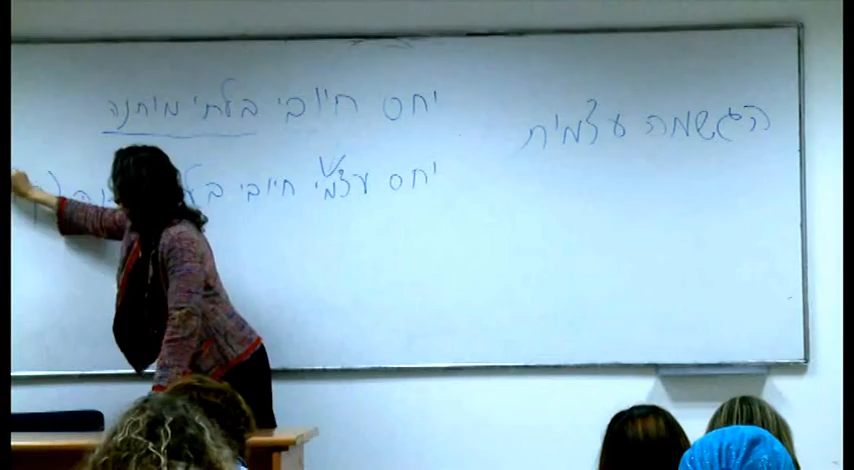 הגשמה עצמית
יחס חיובי בלתי מותנה
יחס עצמי חיובי